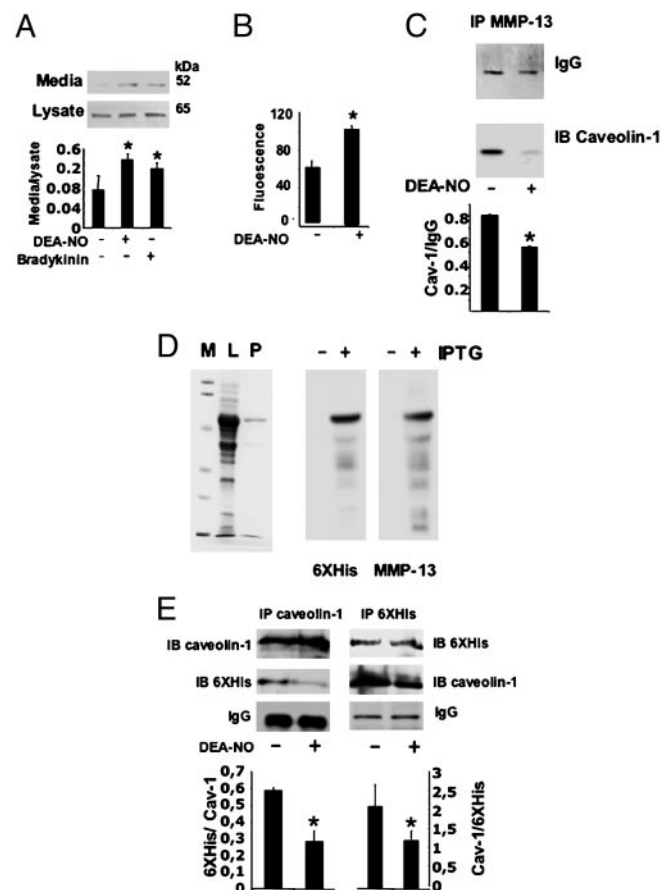 A
kDa
Media 52
Lysate 65
Media/lysate
0.6
0.4
0.2
0.08
0.04
0
DEA-NO - + -
Bradykinin - - +
B
Fluoescence
120
80
40
0
DEA-NO - +
*
C
IP MMP-13
IgG
IB Caveolin-1
DEA-NO - +
Cav-1/IgG
0.8
0.6
0.4
0.2
*
D
M L P - + - + IPTG
6XHis MMP-13
E
IP caveolin-1 IP 6XHis
IB caveolin-1 IB 6XHis
IB 6XHis IB caveolin-1
IgG IgG
DEA-NO - + - +
6XHis/ Cav-1
0,7
0,6
0,5
0,4
0,3
0,2
0,1
0
* *
3
2,5
2
1,5
1
0,5
0
Cav-1/6XHis